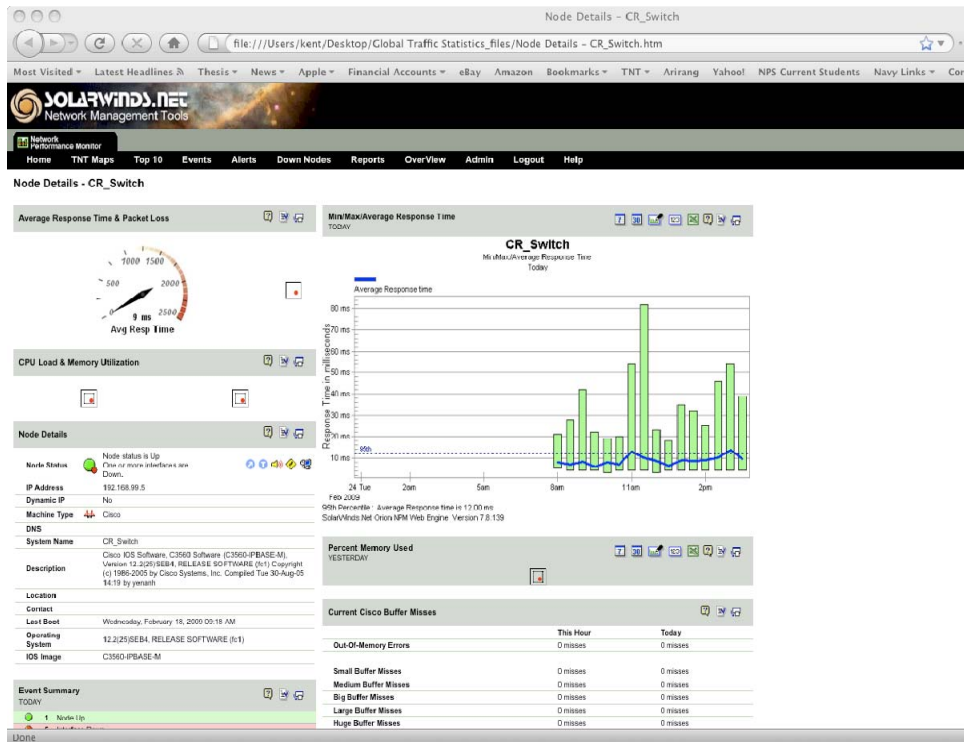 Node Details - CR_Switch
file:///Users/kent/Desktop/Global Traffic Statistics_files/Node Details - CR_Switch.htm
Most Visited Latest Headlines Thesis News Apple Financial Accounts eBay Amazon Bookmarks TNT Arirang Yahoo! NPS Current Students Navy Links
SOLARWINDS.NET
Network Management Tools
Network
Performance Monitor
Home TNT Maps Top 10 Events Alerts Down Nodes Reports OverView Admin Logout Help
Node Details - CR_Switch
Average Response Time & Packet Loss
500
1000
1500
2000
2500
0
9 ms
Avg Resp Time
CPU Load & Memory Utilization
Node Details
Node Status
Node status is Up
One or more interfaces are
Down.
IP Address 192.168.99.5
Dynamic IP No
Machine Type Cisco
DNS
System Name CR_Switch
Description
Cisco IOS Software, C3560 Software (C3560-IPBASE-M),
Version 12.2(25)SEB4, RELEASE SOFTWARE (fc1) Copyright
(c) 1986-2005 by Cisco Systems, Inc. Compiled Tue 30-Aug-05
14:19 by yenanh
Location
Contact
Last Boot Wednesday, February 18, 2009 09:18 AM
Operating
System
12.2(25)SEB4, RELEASE SOFTWARE (fc1)
IOS Image C3560-IPBASE-M
Event Summary
TODAY
1 Node Up
Min/Max/Average Response Time
TODAY
CR_Switch
Min/Max/Average Response Time
Today
Average Response time
Response Time in milliseconds
80 ms
70 ms
60 ms
50 ms
40 ms
30 ms
20 ms
10 ms
95th
24 Tue 2am 5am 8am 11am 2pm
Feb 2009
95th Percentile : Average Response time is 12.00 ms
SolarWinds.Net Orion NPM Web Engine Version 7.8.139
Percent Memory Used
YESTERDAY
Current Cisco Buffer Misses
This Hour Today
Out-Of-Memory Errors 0 misses 0 misses
Small Buffer Misses 0 misses 0 misses
Medium Buffer Misses 0 misses 0 misses
Big Buffer Misses 0 misses 0 misses
Large Buffer Misses 0 misses 0 misses
Huge Buffer Misses 0 misses 0 misses
Done